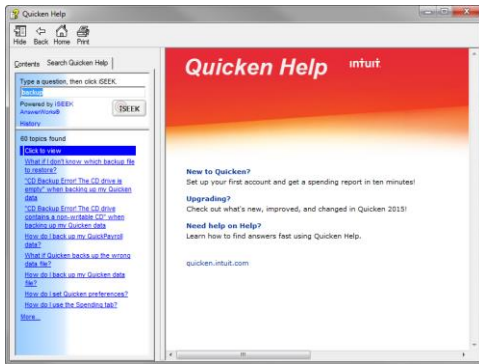 Quicken Help
Hide Back Home Print
Contents Search Quicken Help
Type a question, then click iSEEK.
backup
Powered by iSEEK
AnswerWorks®
iSEEK
History
60 topics found
Click to view
What if I don't know which backup file
to restore?
"CD Backup Error! The CD drive is
empty" when backing up my Quicken
data
"CD Backup Error! The CD drive
contains a non-writable CD" when
backing up my Quicken data
How do I back up my QuickPayroll
data?
What if Quicken backs up the wrong
data file?
How do I back up my Quicken data
file?
How do I set Quicken preferences?
How do I use the Spending tab?
More...
Quicken Help intuit
New to Quicken?
Set up your first account and get a spending report in ten minutes!
Upgrading?
Check out what's new, improved, and changed in Quicken 2015!
Need help on Help?
Learn how to find answers fast using Quicken Help.
quicken.intuit.com